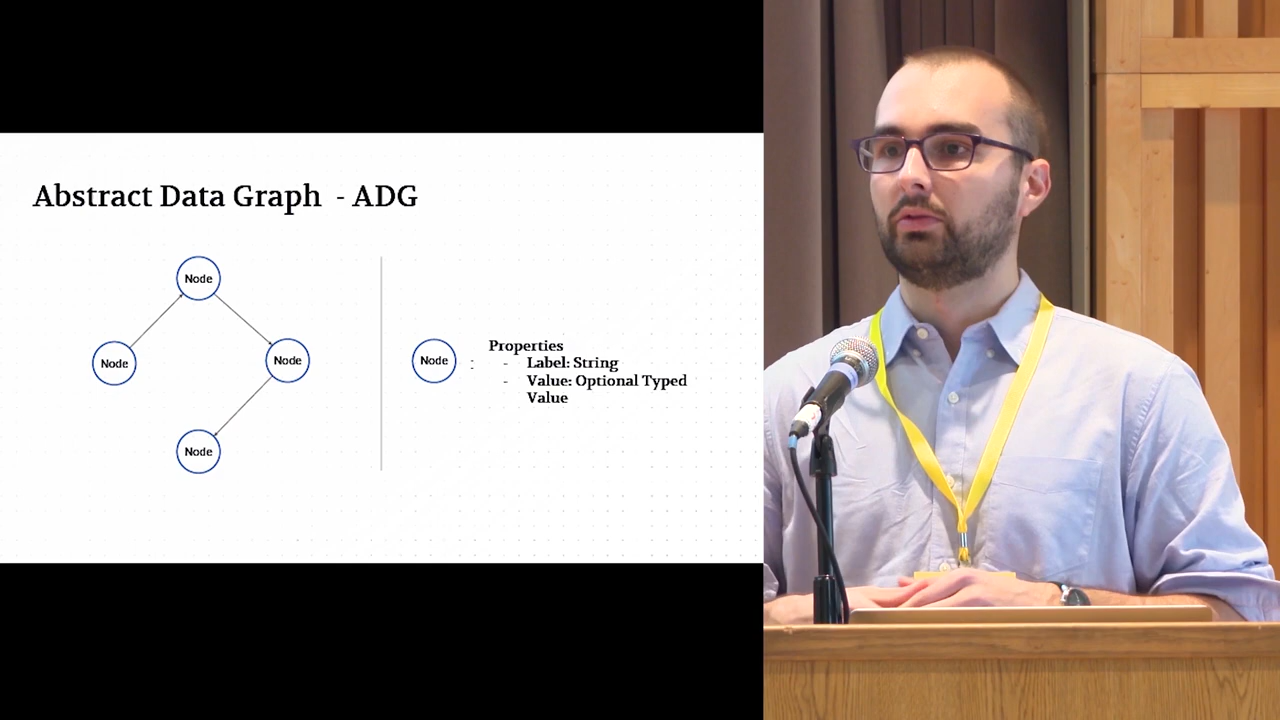 Abstract Data Graph - ADG
Node
Node
Node
Node
Node
:
Properties
- Label: String
- Value: Optional Typed
Value